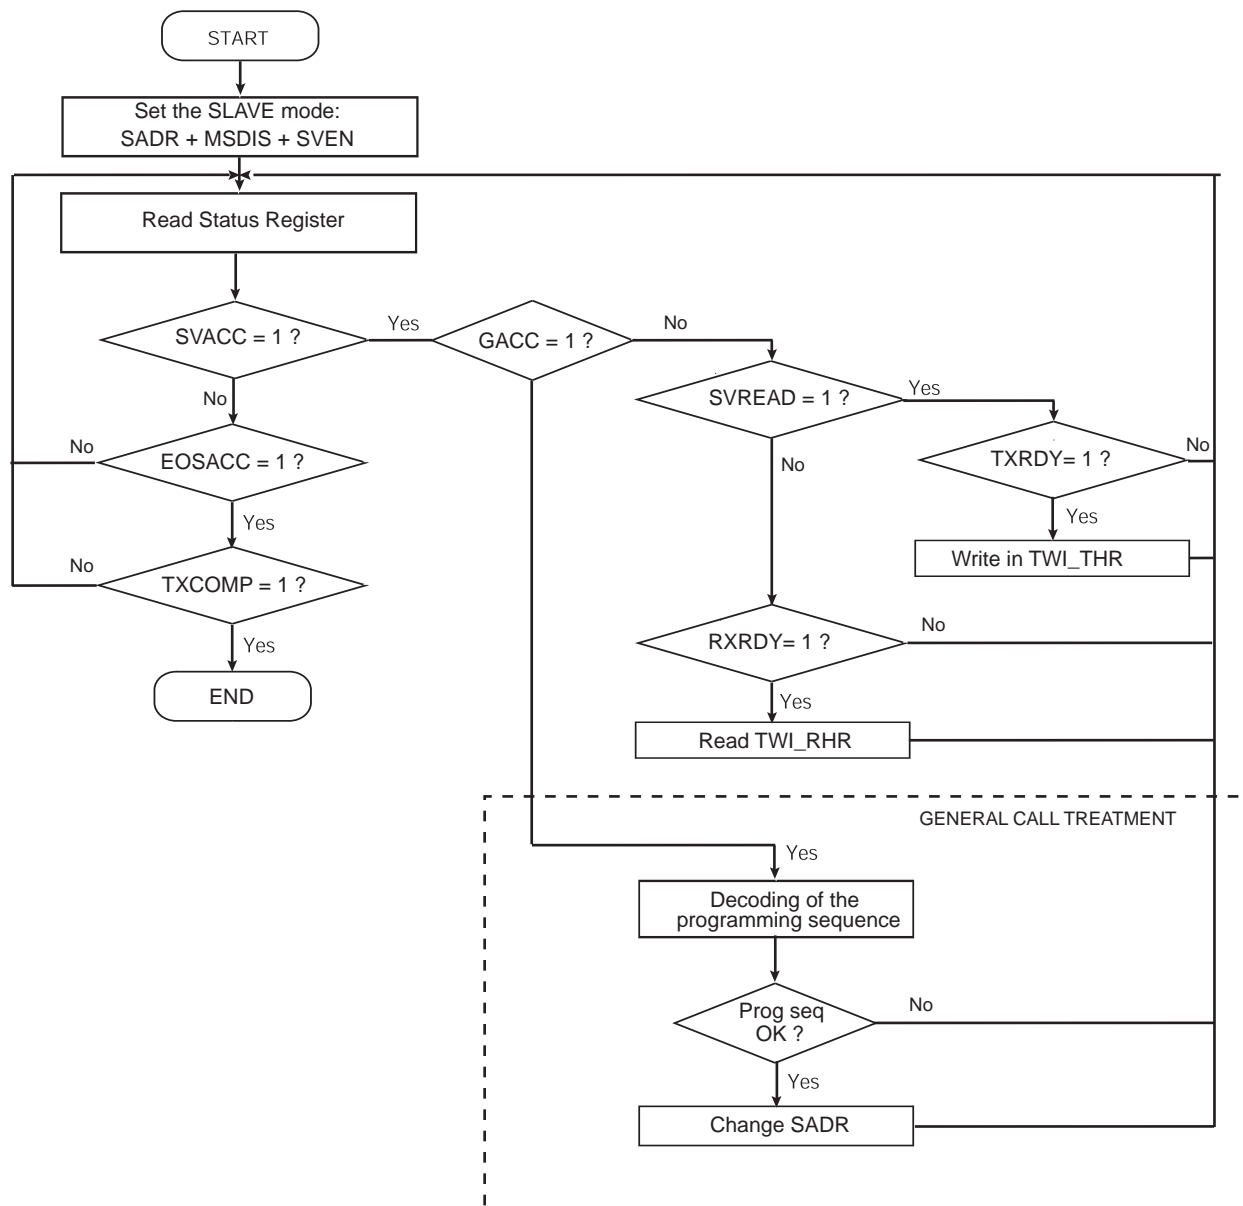 START
Set the SLAVE mode:
SADR + MSDIS + SVEN
Read Status Register
SVACC = 1 ?
Yes
GACC = 1 ?
No
SVREAD = 1 ?
Yes
No
EOSACC = 1 ?
No
No
TXRDY= 1 ?
No
Yes
Yes
Write in TWI_THR
TXCOMP = 1 ?
No
Yes
RXRDY= 1 ?
No
END
Yes
Read TWI_RHR
GENERAL CALL TREATMENT
Yes
Decoding of the
programming sequence
Prog seq
OK ?
No
Yes
Change SADR